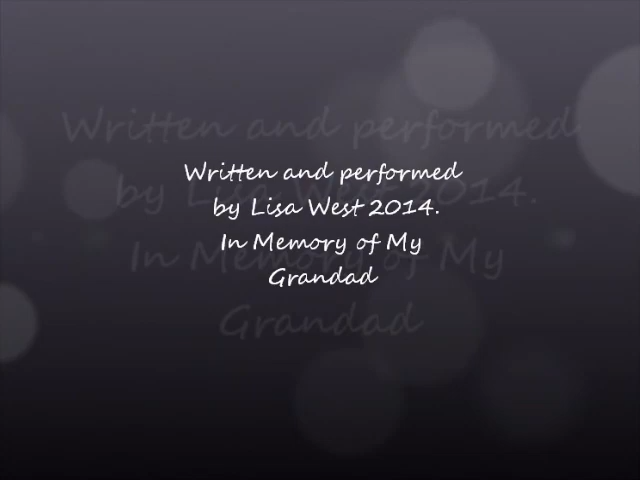 Written and performed
by Lisa West 2014.
In Memory of My
Grandad